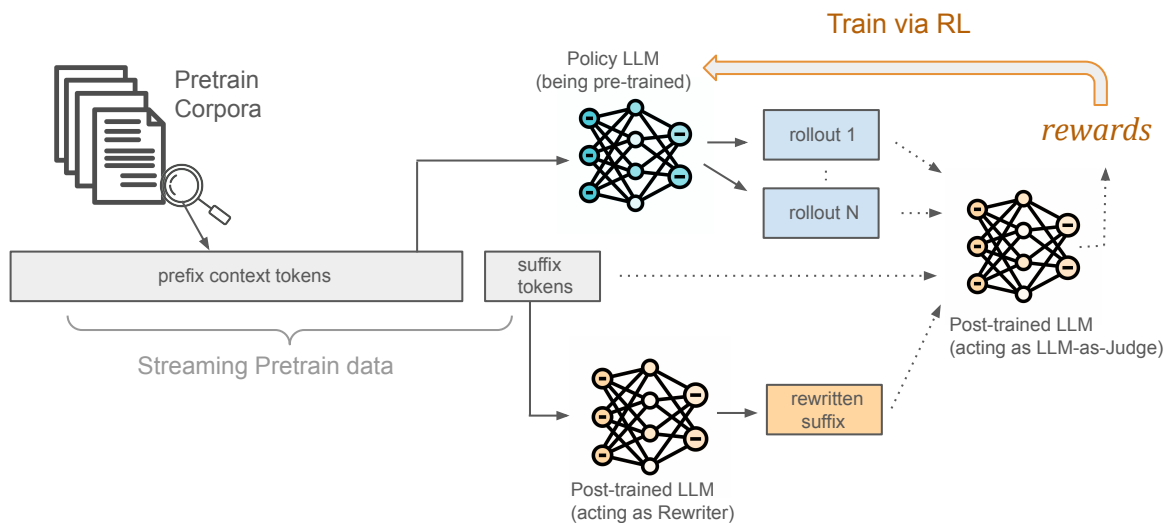 Train via RL
Pretrain
Corpora
Policy LLM
(being pre-trained)
rollout 1
rewards
rollout N
prefix context tokens
suffix
tokens
Streaming Pretrain data
Post-trained LLM
(acting as LLM-as-Judge)
rewritten
suffix
Post-trained LLM
(acting as Rewriter)